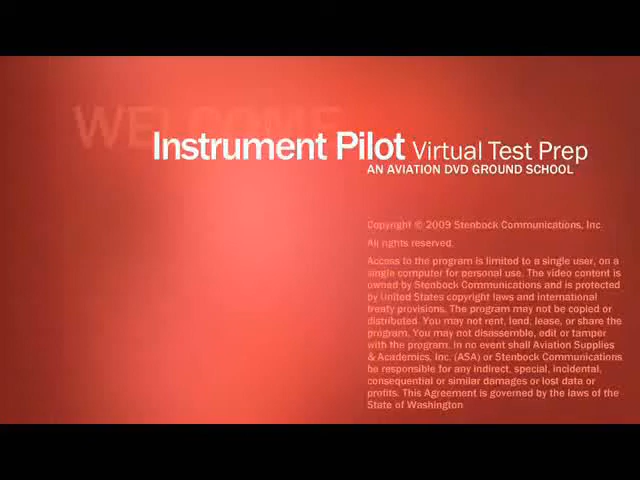 WELCOME
Instrument Pilot Virtual Test Prep
AN AVIATION DVD GROUND SCHOOL
Copyright © 2009 Stenbock Communications, Inc.
All rights reserved.
Access to the program is limited to a single user, on a
single computer for personal use. The video content is
owned by Stenbock Communications and is protected
by United States copyright laws and international
treaty provisions. The program may not be copied or
distributed. You may not rent, lend, lease, or share the
program. You may not disassemble, edit or tamper
with the program. In no event shall Aviation Supplies
& Academics, Inc. (ASA) or Stenbock Communications
be responsible for any indirect, special, incidental,
consequential or similar damages or lost data or
profits. This Agreement is governed by the laws of the
State of Washington